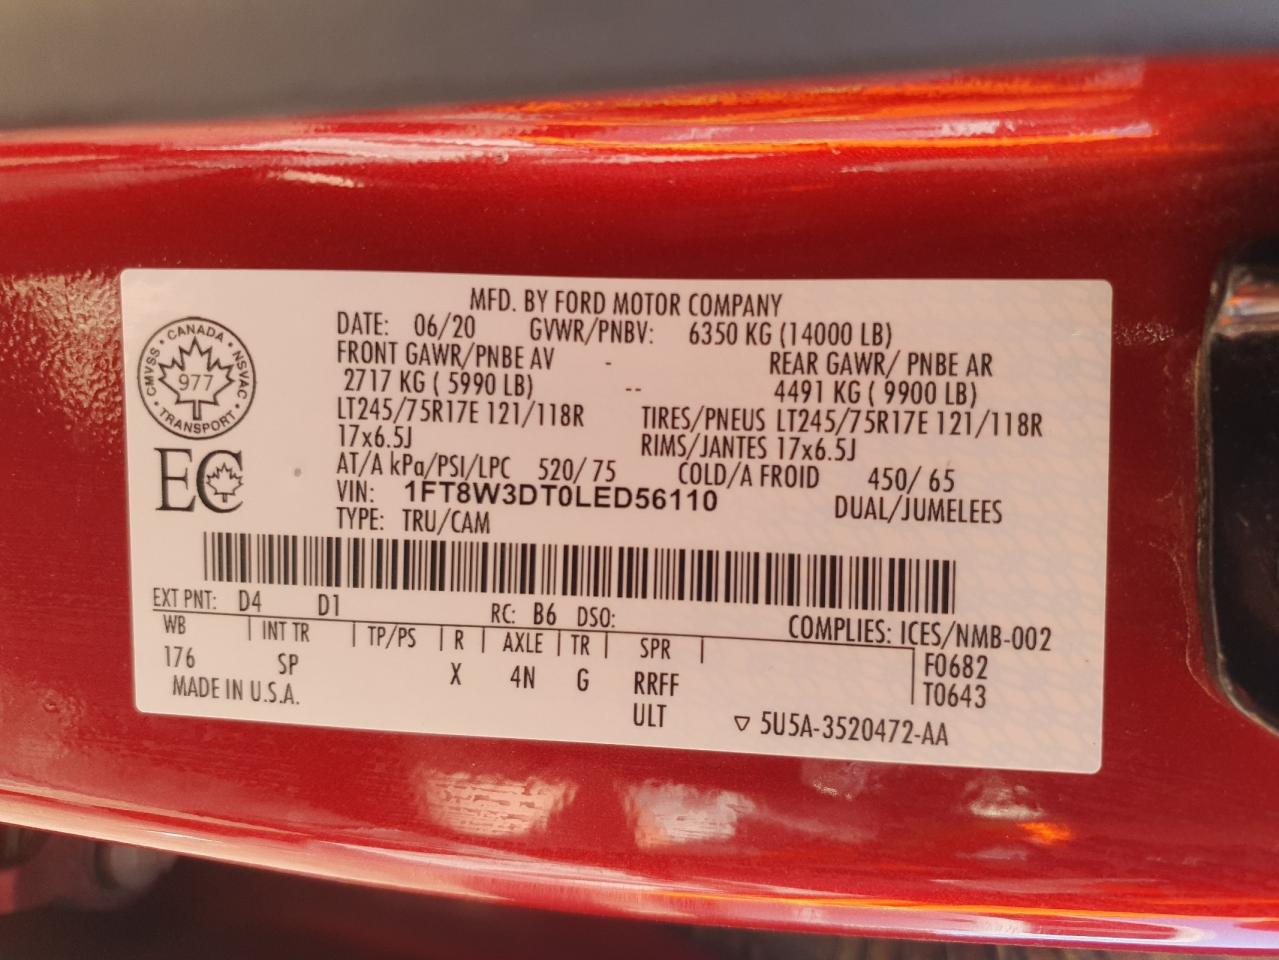 MFD. BY FORD MOTOR COMPANY
DATE: 06/20 GVWR/PNBV: 6350 KG (14000 LB)
FRONT GAWR/PNBE AV - REAR GAWR/ PNBE AR
2717 KG ( 5990 LB) -- 4491 KG ( 9900 LB)
LT245/75R17E 121/118R TIRES/PNEUS LT245/75R17E 121/118R
17x6.5J RIMS/JANTES 17x6.5J
AT/A kPa/PSI/LPC 520/ 75 COLD/A FROID 450/ 65
VIN: 1FT8W3DT0LED56110 DUAL/JUMELEES
TYPE: TRU/CAM
CANADA
CMVSS · NSVAC
977
TRANSPORT
EC
EXT PNT: D4 D1 RC: B6 DSO: COMPLIES: ICES/NMB-002
WB | INT TR | TP/PS | R | AXLE | TR | SPR | F0682
176 SP X 4N G RRFF T0643
MADE IN U.S.A. ULT ▽ 5U5A-3520472-AA